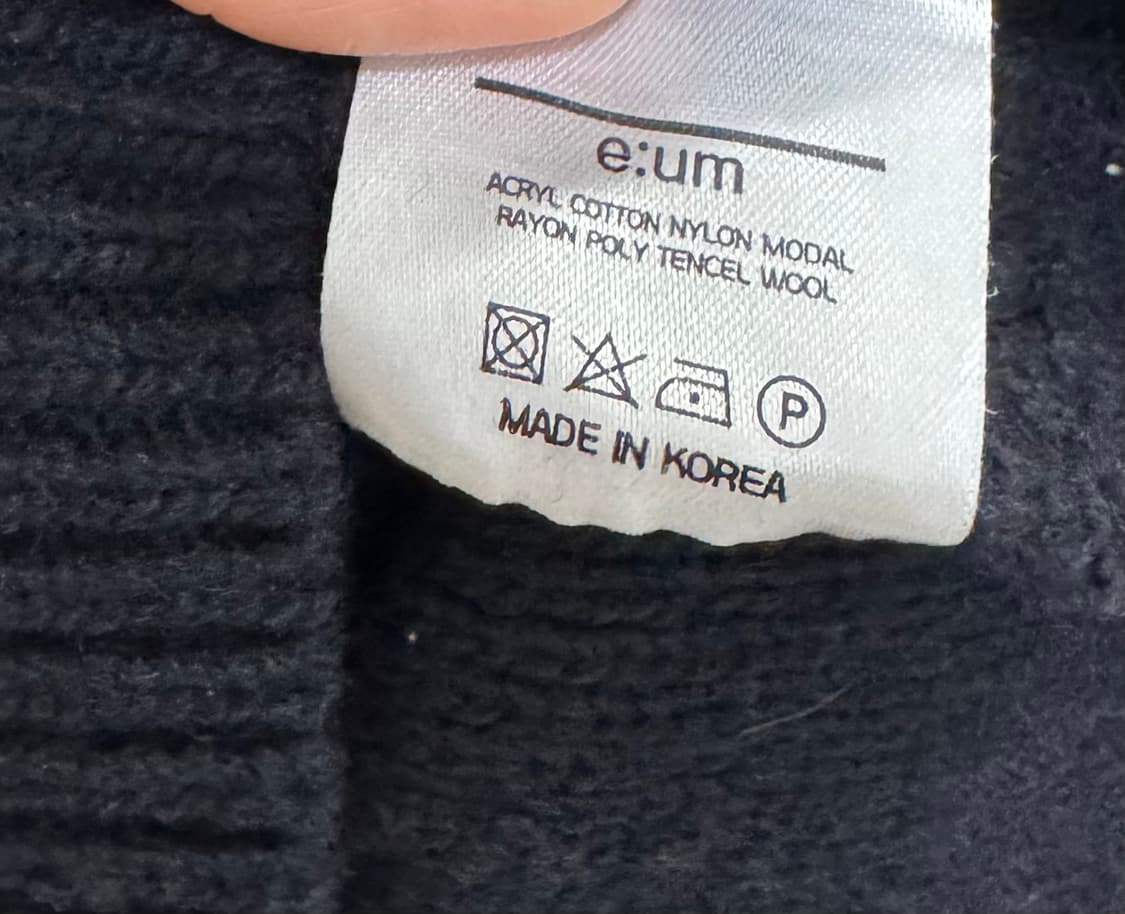 e:um
ACRYL COTTON NYLON MODAL
RAYON POLY TENCEL WOOL
P
MADE IN KOREA